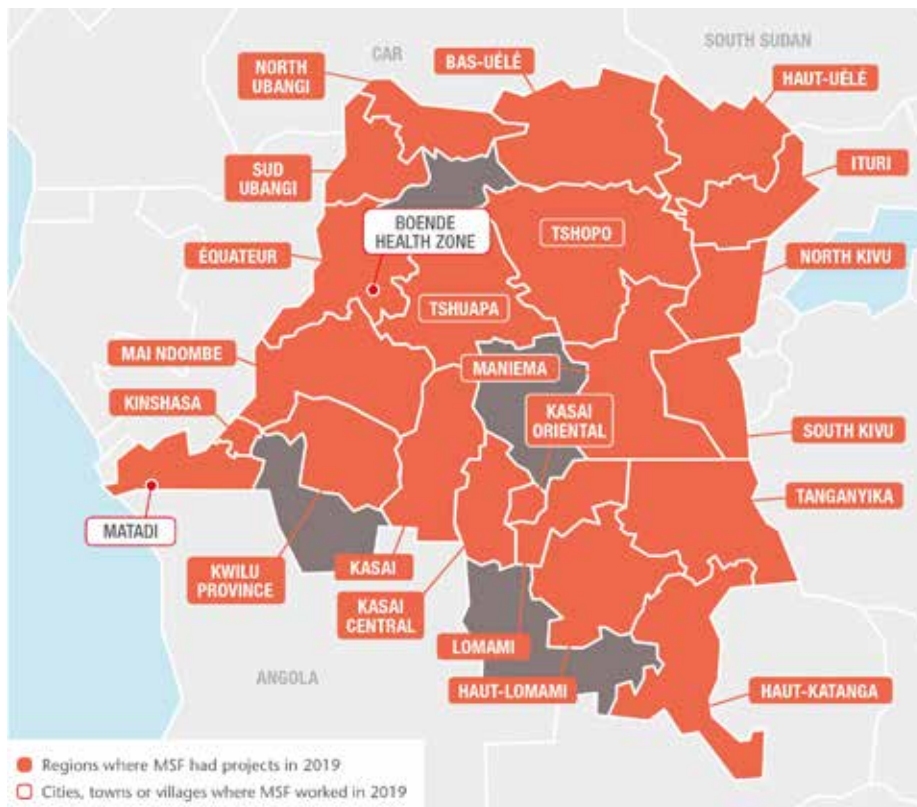 CAR
SOUTH SUDAN
NORTH
UBANGI
BAS-UÉLÉ
HAUT-UÉLÉ
SUD
UBANGI
ITURI
BOENDE
HEALTH ZONE
TSHOPO
ÉQUATEUR
NORTH KIVU
TSHUAPA
MAI NDOMBE
MANIEMA
KINSHASA
KASAI
ORIENTAL
SOUTH KIVU
TANGANYIKA
MATADI
KWILU
PROVINCE
KASAI
KASAI
CENTRAL
LOMAMI
ANGOLA
HAUT-LOMAMI
HAUT-KATANGA
Regions where MSF had projects in 2019
Cities, towns or villages where MSF worked in 2019